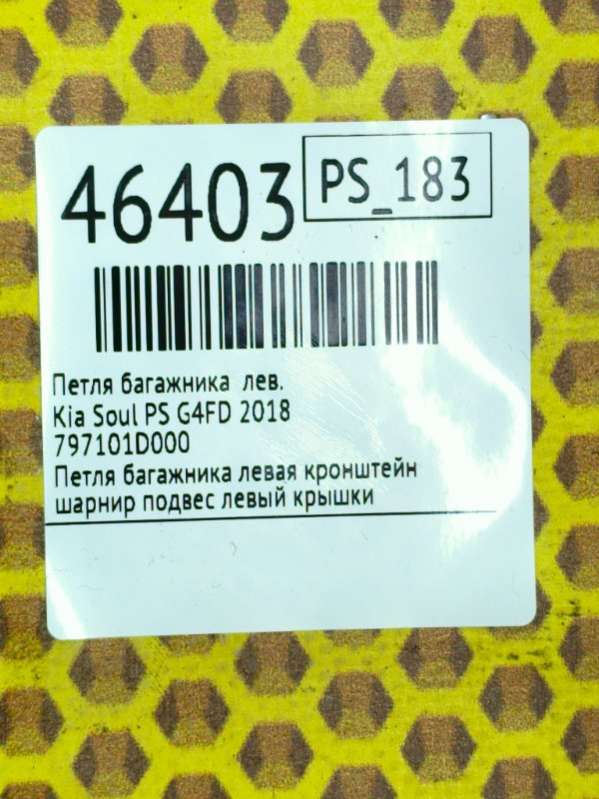 46403
PS_183
Петля багажника лев.
Kia Soul PS G4FD 2018
797101D000
Петля багажника левая кронштейн
шарнир подвес левый крышки